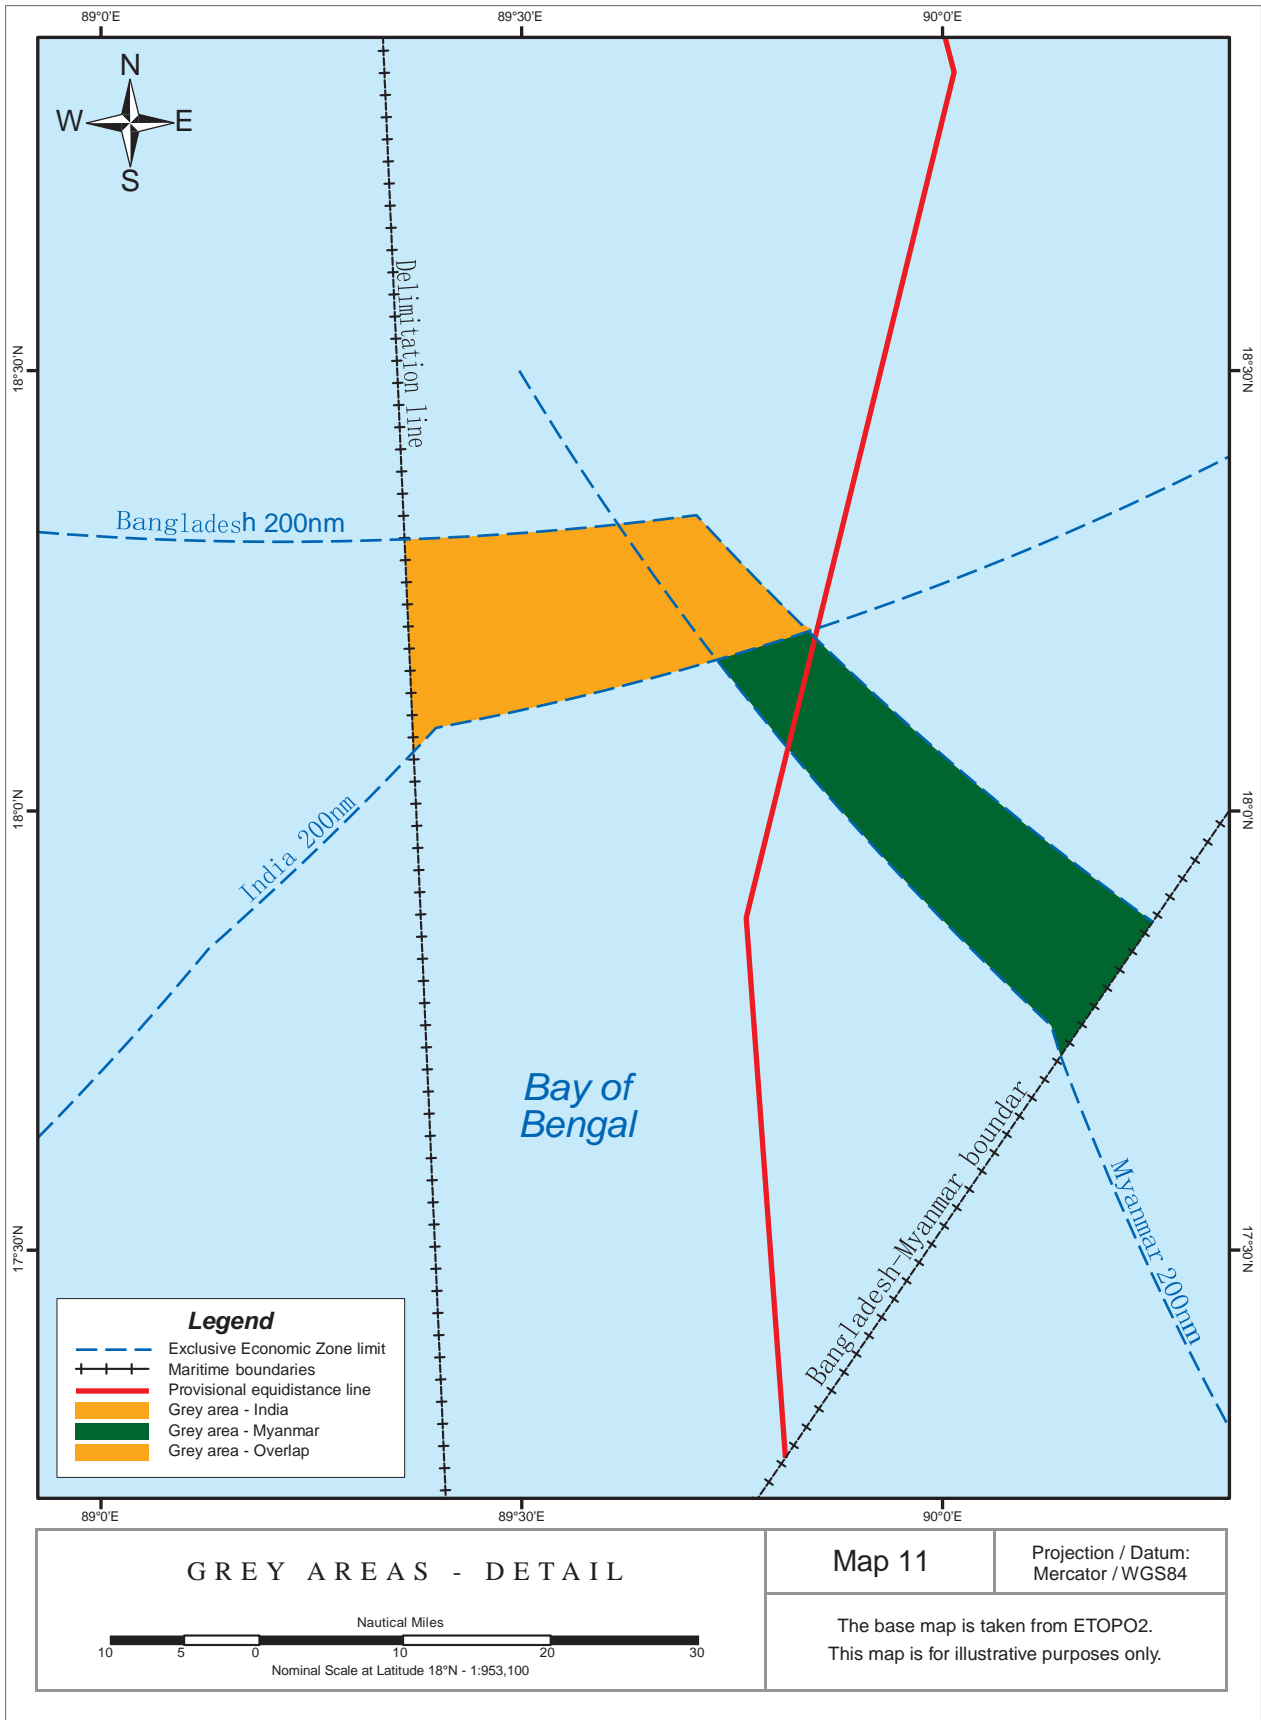 89°0'E
89°30'E
90°0'E
N
W
E
S
Delimitation line
18°30'N
18°30'N
Bangladesh 200nm
India 200nm
18°0'N
18°0'N
Bay of
Bengal
Bangladesh-Myanmar boundar
Myanmar 200nm
17°30'N
17°30'N
Legend
Exclusive Economic Zone limit
Maritime boundaries
Provisional equidistance line
Grey area - India
Grey area - Myanmar
Grey area - Overlap
89°0'E
89°30'E
90°0'E
GREY AREAS - DETAIL
Nautical Miles
10 5 0 10 20 30
Nominal Scale at Latitude 18°N - 1:953,100
Map 11
Projection / Datum:
Mercator / WGS84
The base map is taken from ETOPO2.
This map is for illustrative purposes only.